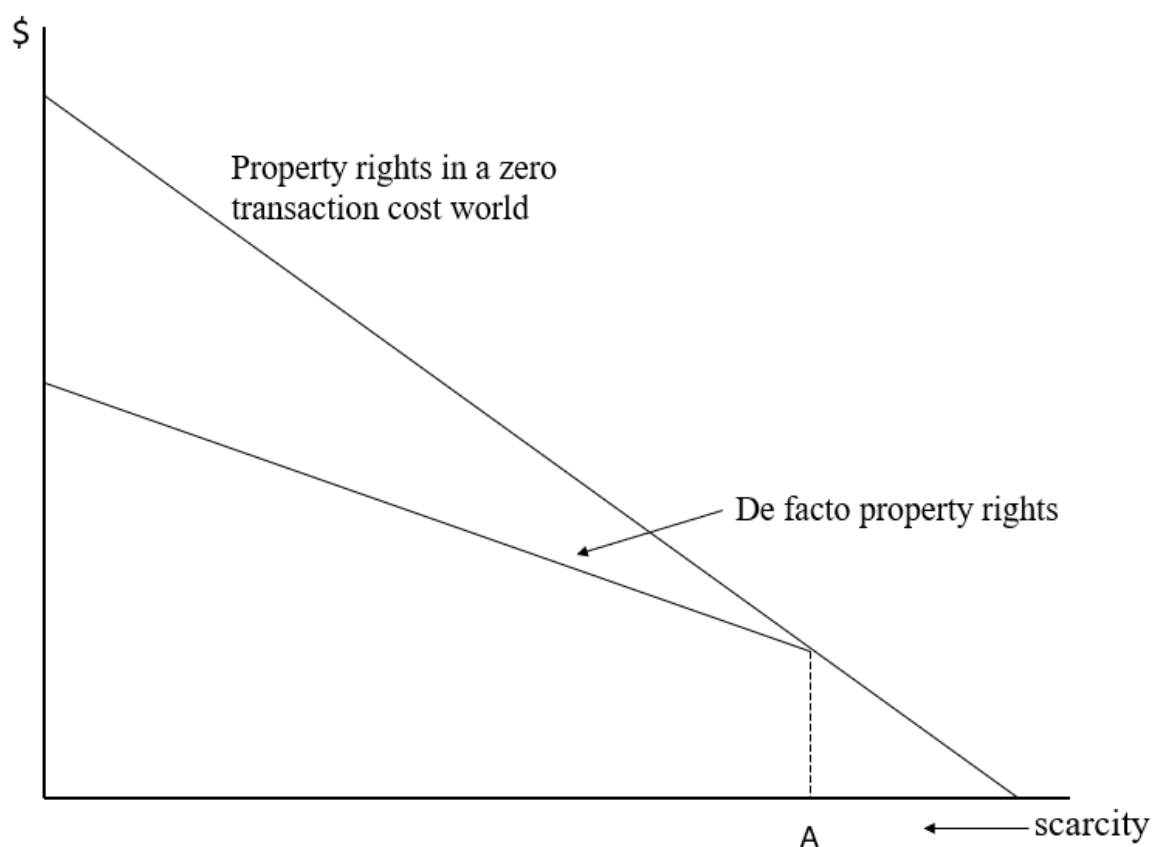 $
Property rights in a zero
transaction cost world
De facto property rights
A
scarcity